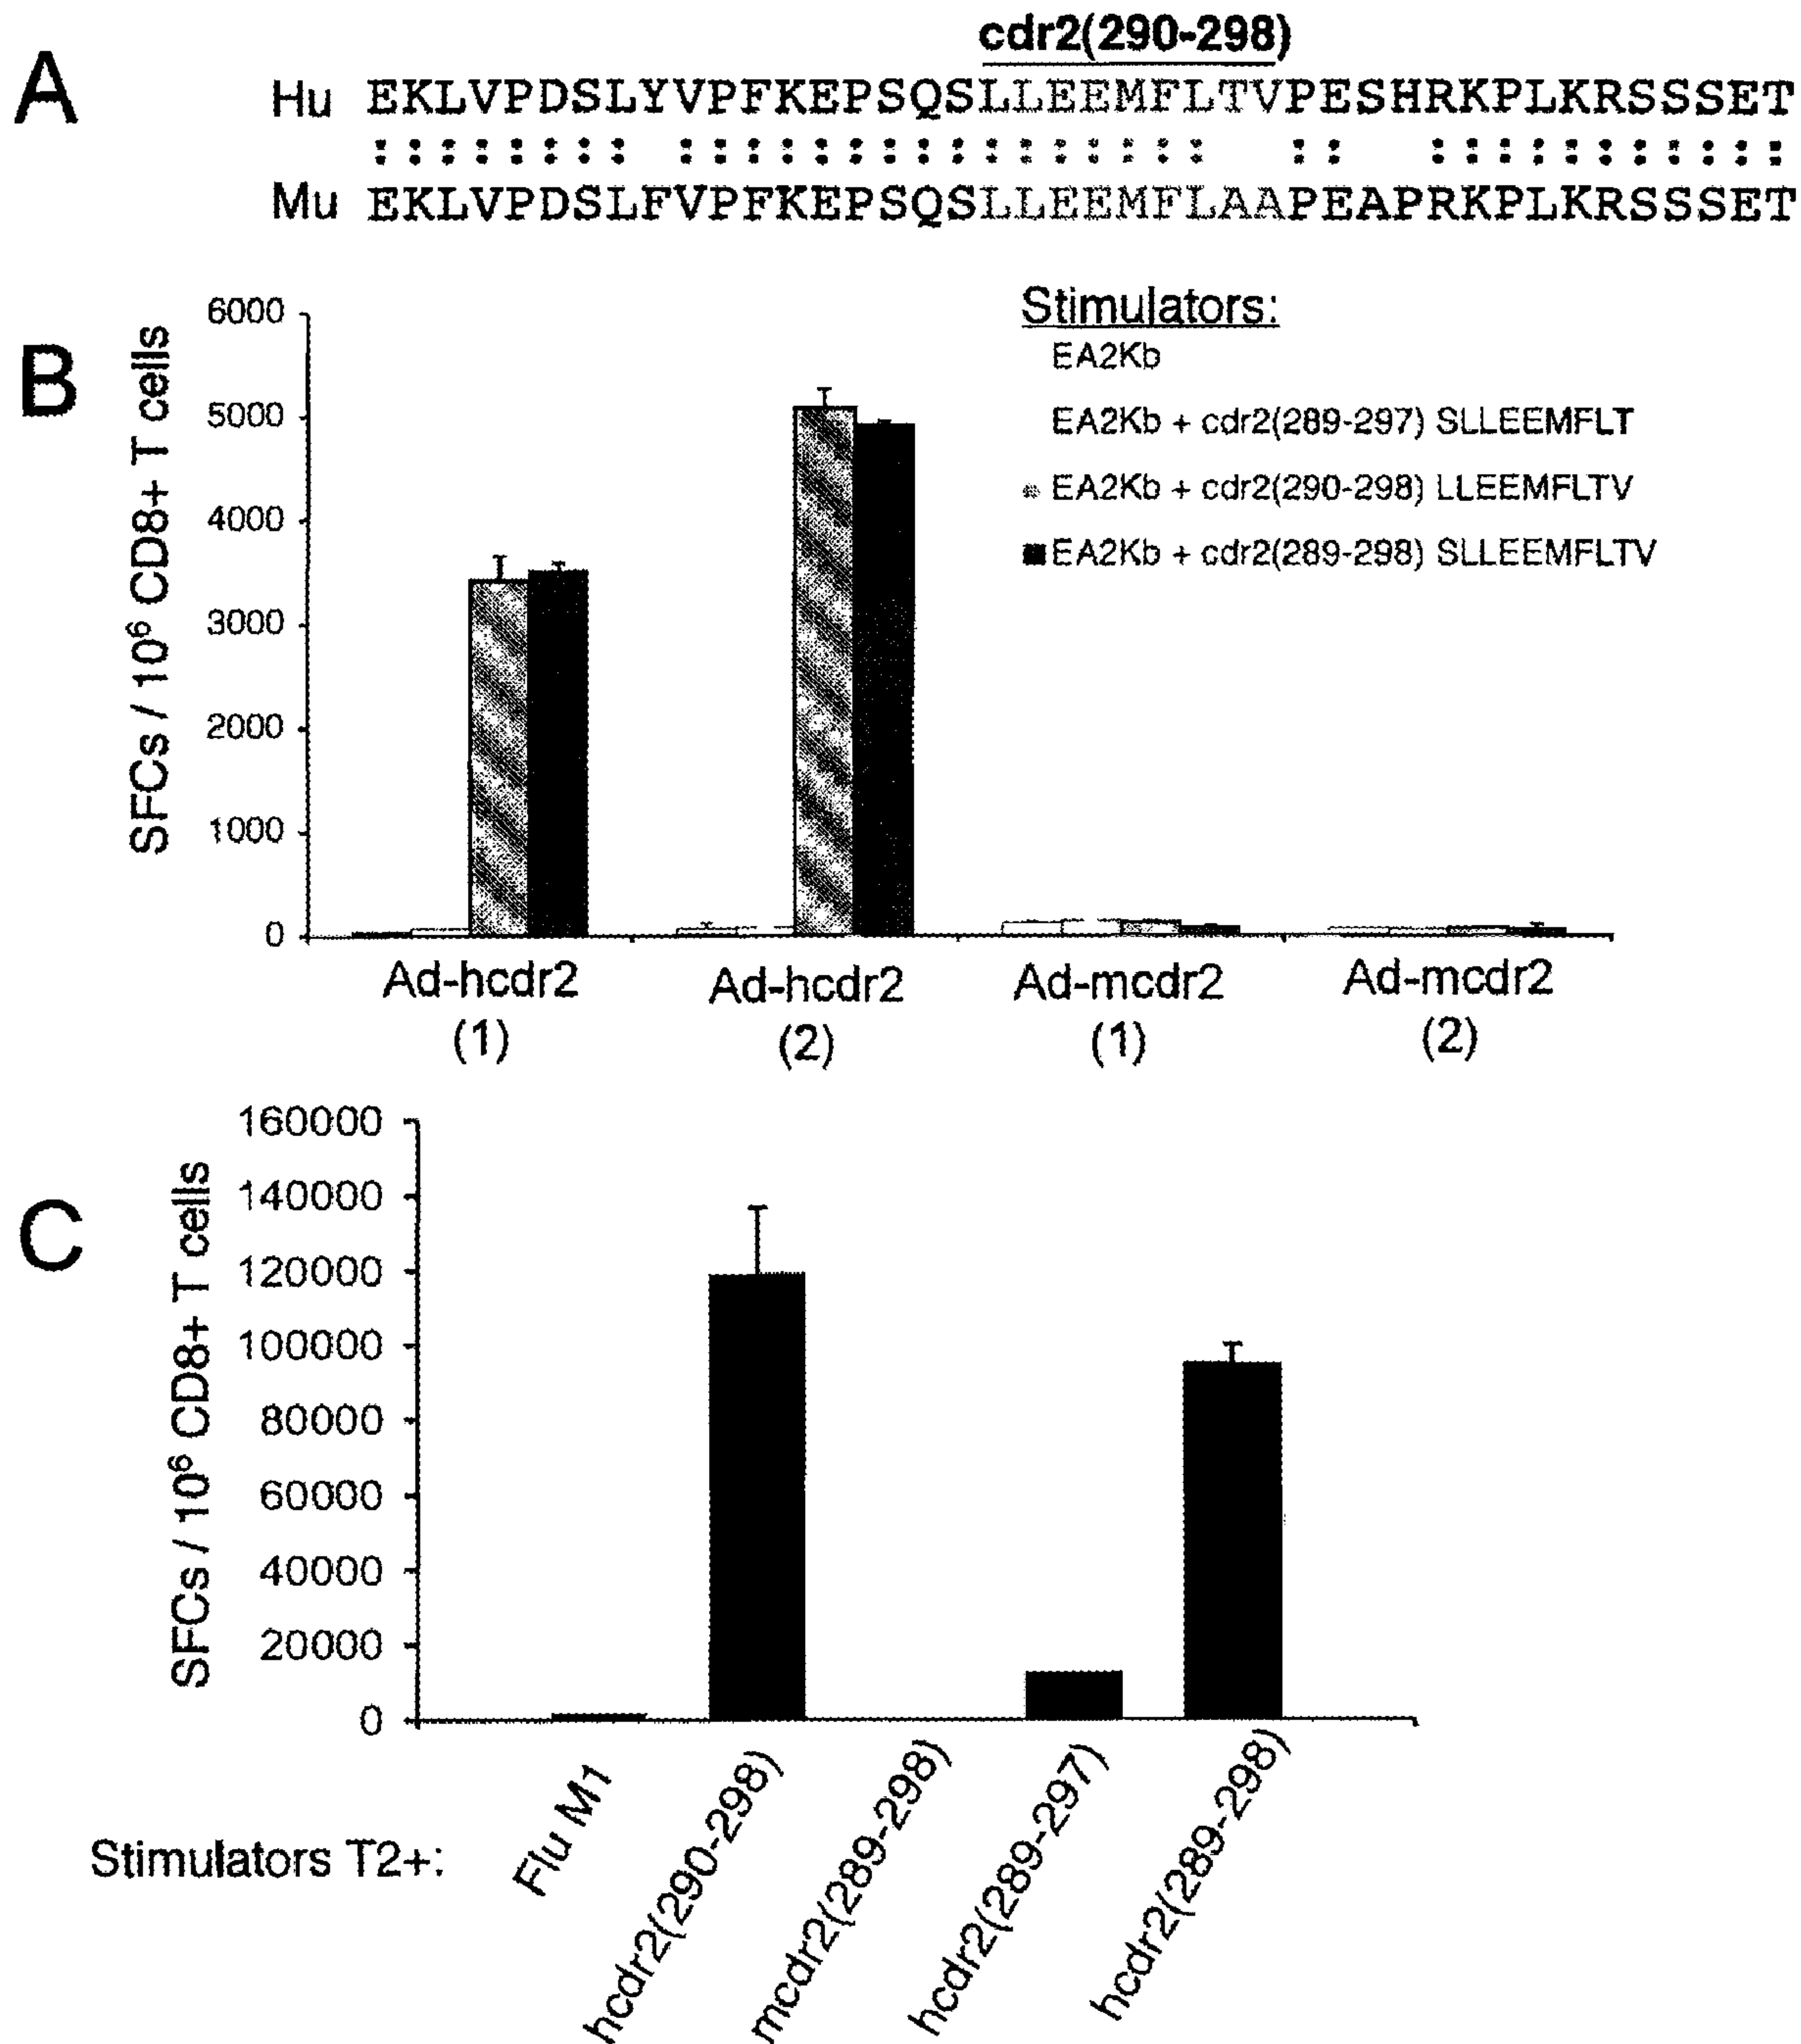 A
cdr2(290-298)
Hu EKLVPDSLYVPFKEPSQSLLEEMFLTVPESHRKPLKRSSSET
:::::::: ::::::::::::::::  ::   :::::::::::
Mu EKLVPDSLFVPFKEPSQSLLEEMFLAAPEAPRKPLKRSSSET
B
SFCs / 10⁶ CD8+ T cells
6000
5000
4000
3000
2000
1000
0
Stimulators:
EA2Kb
EA2Kb + cdr2(289-297) SLLEEMFLT
EA2Kb + cdr2(290-298) LLEEMFLTV
EA2Kb + cdr2(289-298) SLLEEMFLTV
Ad-hcdr2 (1)
Ad-hcdr2 (2)
Ad-mcdr2 (1)
Ad-mcdr2 (2)
C
SFCs / 10⁶ CD8+ T cells
160000
140000
120000
100000
80000
60000
40000
20000
0
Stimulators T2+:
Flu M1
hcdr2(290-298)
mcdr2(289-298)
hcdr2(289-297)
hcdr2(289-298)